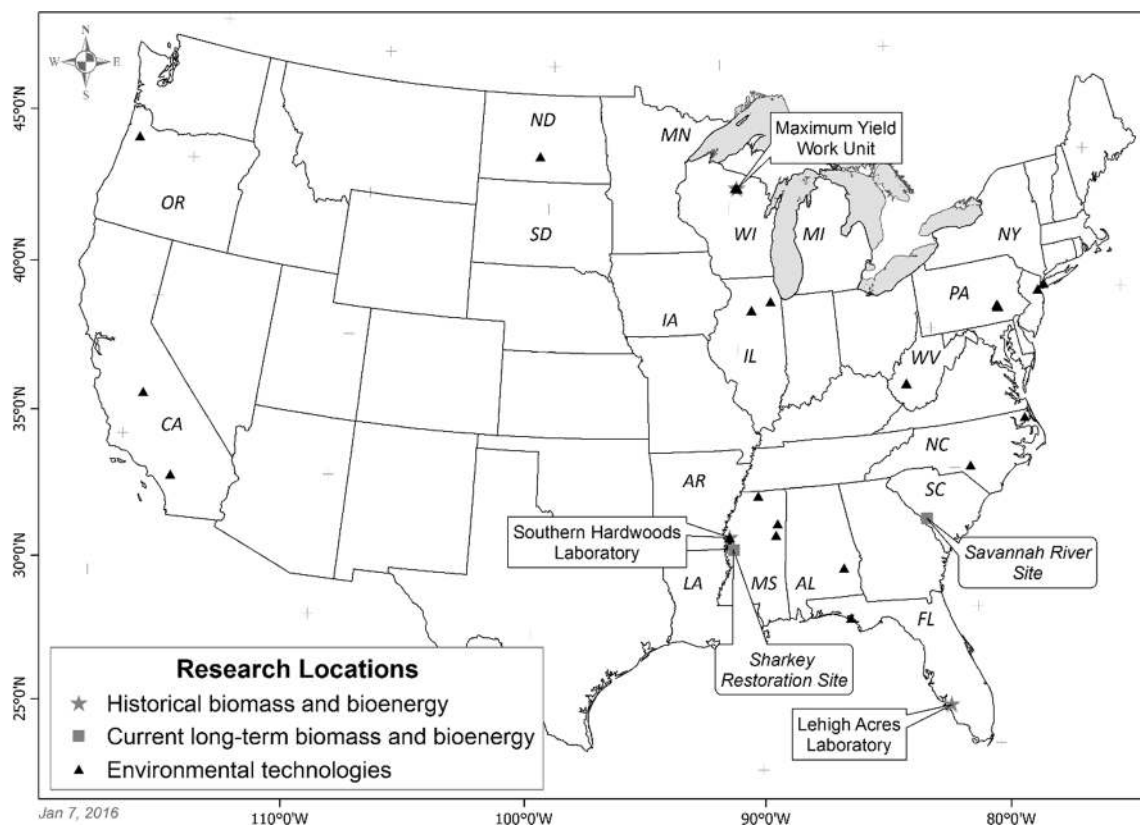 N
W
E
S
45°0'N
40°0'N
35°0'N
30°0'N
25°0'N
ND
MN
Maximum Yield
Work Unit
OR
SD
WI
MI
NY
IA
PA
IL
WV
CA
NC
AR
SC
Southern Hardwoods
Laboratory
Savannah River
Site
LA
MS
AL
FL
Sharkey
Restoration Site
Lehigh Acres
Laboratory
Research Locations
Historical biomass and bioenergy
Current long-term biomass and bioenergy
Environmental technologies
Jan 7, 2016
110°0'W
100°0'W
90°0'W
80°0'W